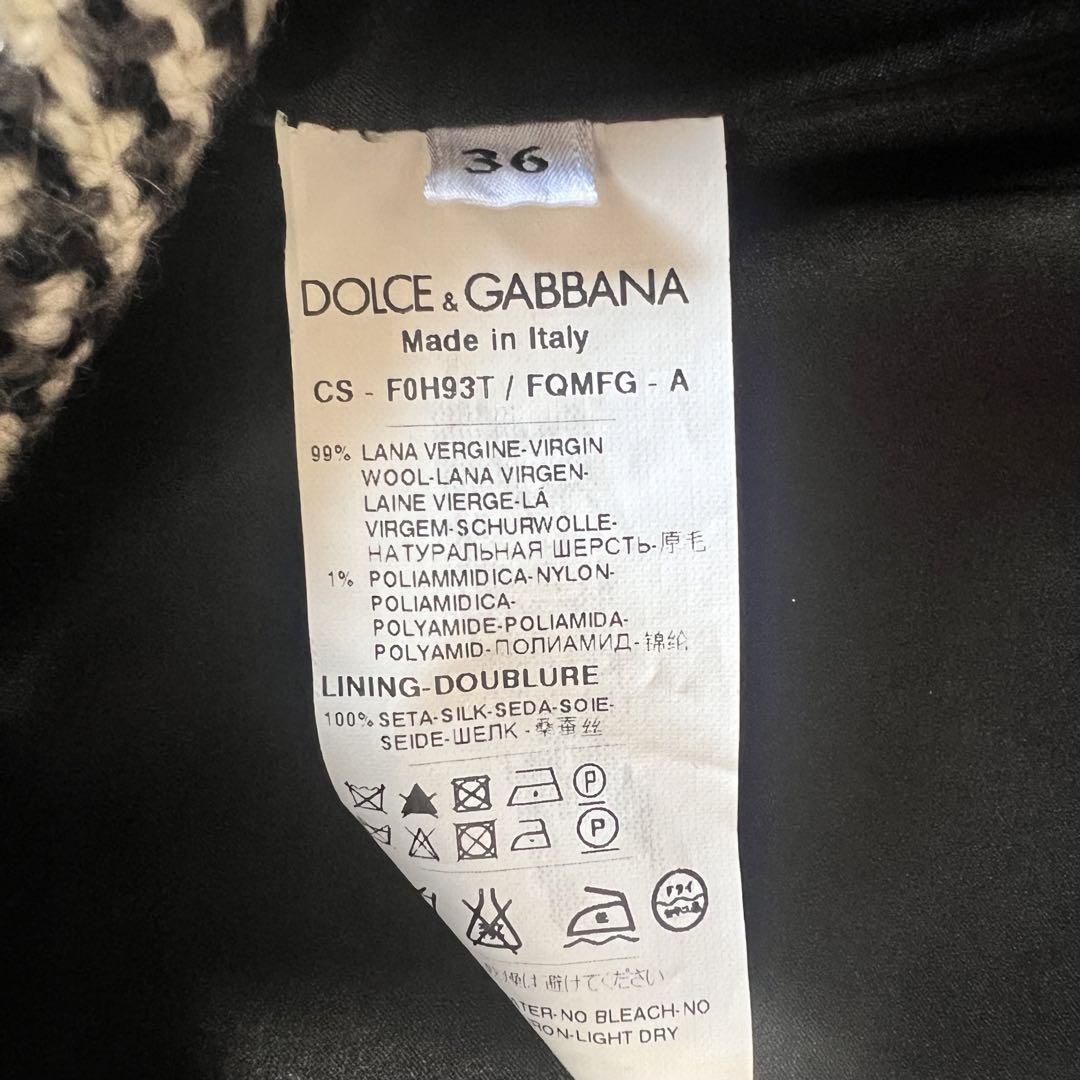 36
DOLCE & GABBANA
Made in Italy
CS - F0H93T / FQMFG - A
99% LANA VERGINE-VIRGIN
WOOL-LANA VIRGEN-
LAINE VIERGE-LÃ
VIRGEM-SCHURWOLLE-
НАТУРАЛЬНАЯ ШЕРСТЬ-原毛
1% POLIAMMIDICA-NYLON-
POLIAMIDICA-
POLYAMIDE-POLIAMIDA-
POLYAMID-ПОЛИАМИД-锦纶
LINING-DOUBLURE
100% SETA-SILK-SEDA-SOIE-
SEIDE-ШЕЛК-桑蚕丝
P
P
ドライ
避けてください
NO BLEACH-NO
LIGHT DRY